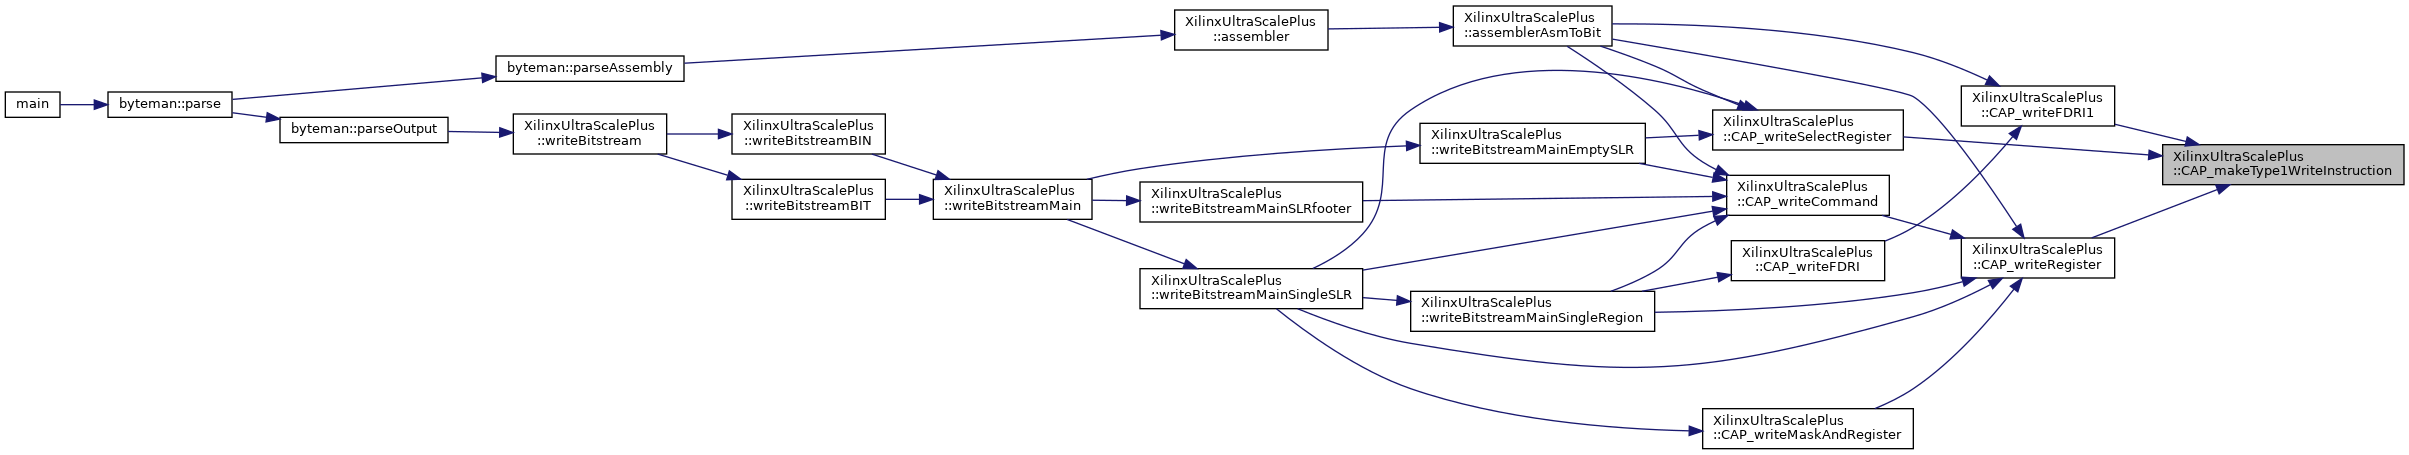 main
byteman::parse
byteman::parseAssembly
byteman::parseOutput
XilinxUltraScalePlus
::writeBitstream
XilinxUltraScalePlus
::writeBitstreamBIN
XilinxUltraScalePlus
::writeBitstreamBIT
XilinxUltraScalePlus
::writeBitstreamMain
XilinxUltraScalePlus
::assembler
XilinxUltraScalePlus
::writeBitstreamMainSLRfooter
XilinxUltraScalePlus
::writeBitstreamMainSingleSLR
XilinxUltraScalePlus
::assemblerAsmToBit
XilinxUltraScalePlus
::writeBitstreamMainEmptySLR
XilinxUltraScalePlus
::writeBitstreamMainSingleRegion
XilinxUltraScalePlus
::CAP_writeSelectRegister
XilinxUltraScalePlus
::CAP_writeCommand
XilinxUltraScalePlus
::CAP_writeFDRI
XilinxUltraScalePlus
::CAP_writeMaskAndRegister
XilinxUltraScalePlus
::CAP_writeFDRI1
XilinxUltraScalePlus
::CAP_writeRegister
XilinxUltraScalePlus
::CAP_makeType1WriteInstruction